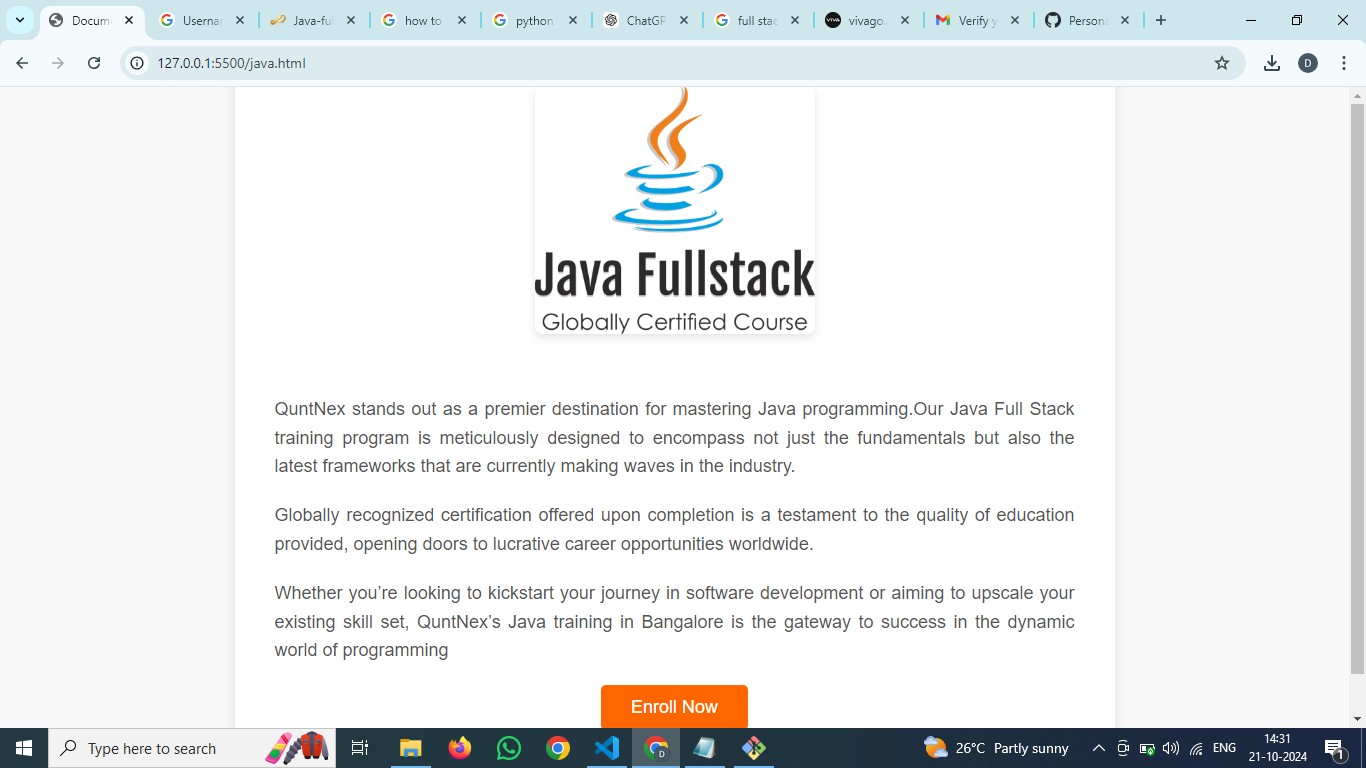 Docum
Usernam
Java-ful
how to
python
ChatGP
full stac
vivago.
Verify y
Persona
127.0.0.1:5500/java.html
D
Java Fullstack
Globally Certified Course
QuntNex stands out as a premier destination for mastering Java programming.Our Java Full Stack
training program is meticulously designed to encompass not just the fundamentals but also the
latest frameworks that are currently making waves in the industry.
Globally recognized certification offered upon completion is a testament to the quality of education
provided, opening doors to lucrative career opportunities worldwide.
Whether you’re looking to kickstart your journey in software development or aiming to upscale your
existing skill set, QuntNex’s Java training in Bangalore is the gateway to success in the dynamic
world of programming
Enroll Now
Type here to search
26°C Partly sunny
ENG
14:31
21-10-2024
1